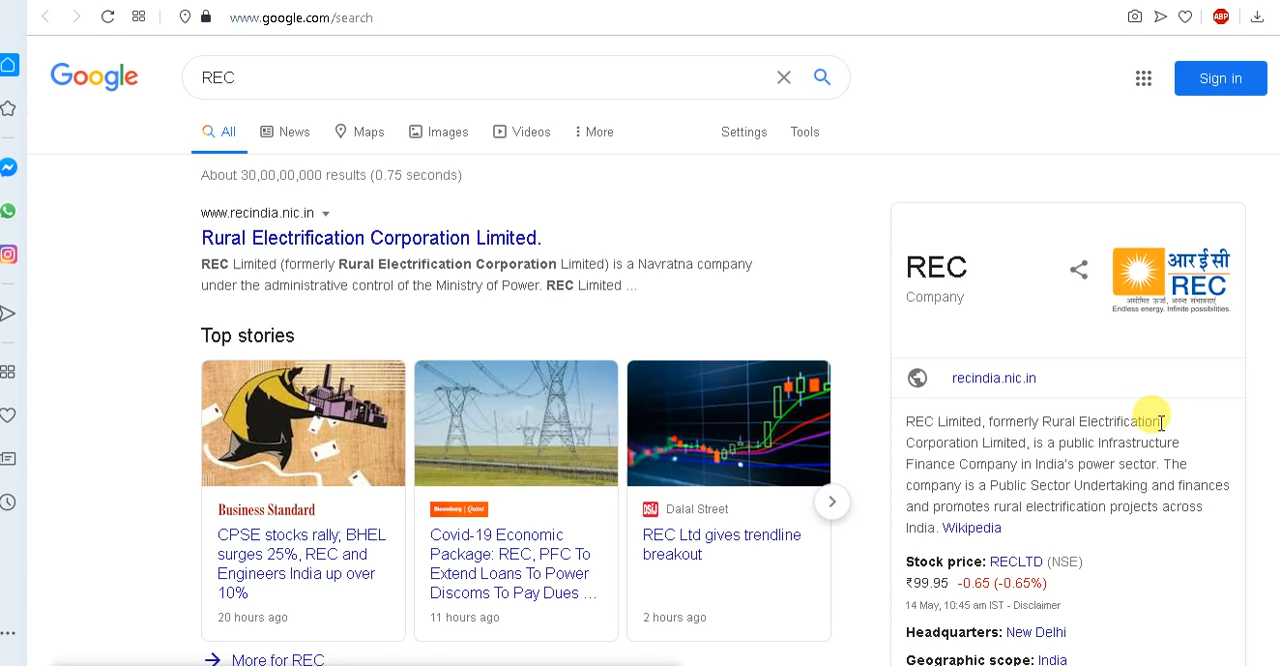 www.google.com/search
ABP
Google
REC
Sign in
All
News
Maps
Images
Videos
More
Settings
Tools
About 30,00,00,000 results (0.75 seconds)
www.recindia.nic.in
Rural Electrification Corporation Limited.
REC Limited (formerly Rural Electrification Corporation Limited) is a Navratna company
under the administrative control of the Ministry of Power. REC Limited ...
Top stories
Business Standard
CPSE stocks rally; BHEL
surges 25%, REC and
Engineers India up over
10%
20 hours ago
Bloomberg | Quint
Covid-19 Economic
Package: REC, PFC To
Extend Loans To Power
Discoms To Pay Dues ...
11 hours ago
DSIJ Dalal Street
REC Ltd gives trendline
breakout
2 hours ago
More for REC
REC
Company
आर ई सी
REC
असीमित ऊर्जा, अनन्त संभावनाएं
Endless energy. Infinite possibilities.
recindia.nic.in
REC Limited, formerly Rural Electrification
Corporation Limited, is a public Infrastructure
Finance Company in India's power sector. The
company is a Public Sector Undertaking and finances
and promotes rural electrification projects across
India. Wikipedia
Stock price: RECLTD (NSE)
₹99.95 -0.65 (-0.65%)
14 May, 10:45 am IST - Disclaimer
Headquarters: New Delhi
Geographic scope: India